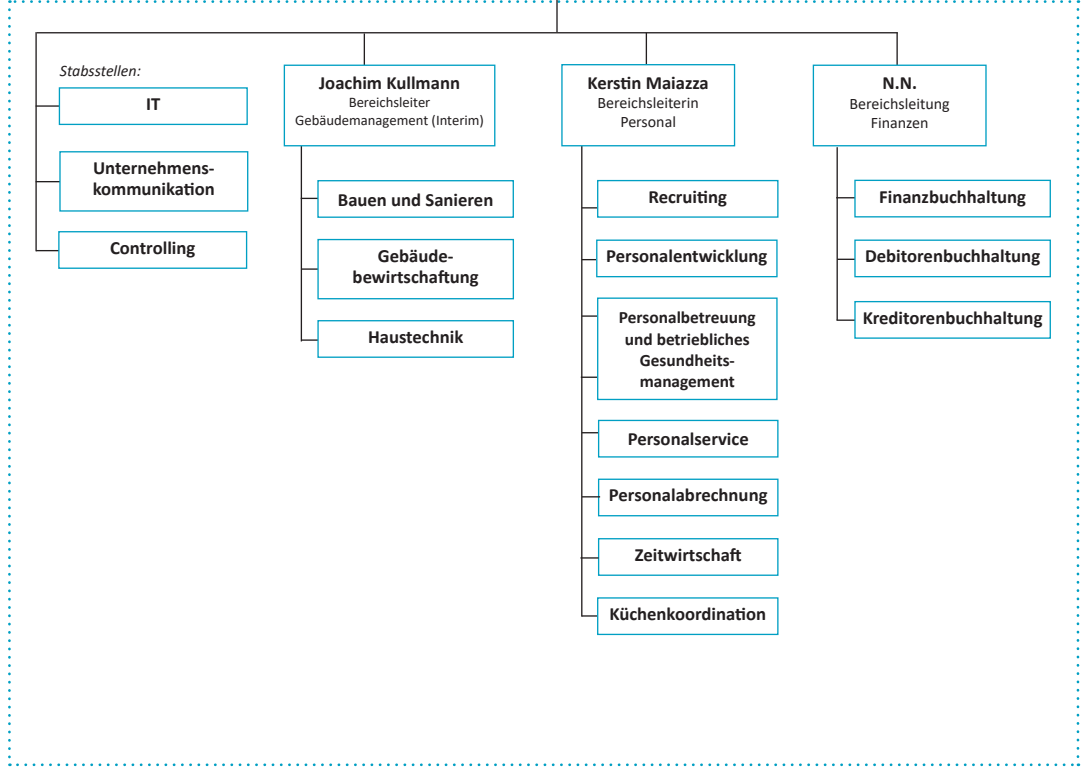 Stabsstellen:
IT
Unternehmens-
kommunikation
Controlling
Joachim Kullmann
Bereichsleiter
Gebäudemanagement (Interim)
Bauen und Sanieren
Gebäude-
bewirtschaftung
Haustechnik
Kerstin Maiazza
Bereichsleiterin
Personal
Recruiting
Personalentwicklung
Personalbetreuung
und betriebliches
Gesundheits-
management
Personalservice
Personalabrechnung
Zeitwirtschaft
Küchenkoordination
N.N.
Bereichsleitung
Finanzen
Finanzbuchhaltung
Debitorenbuchhaltung
Kreditorenbuchhaltung